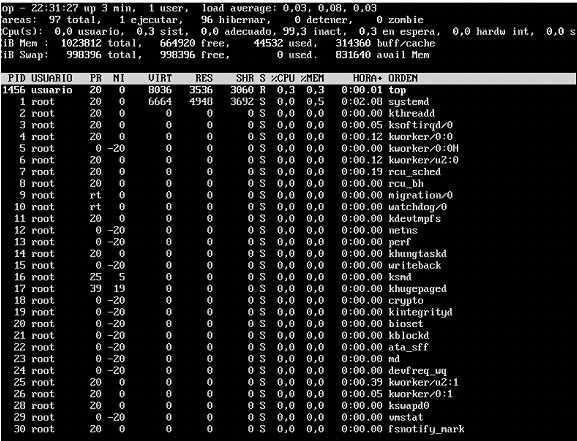 top - 22:31:27 up 3 min,  1 user,  load average: 0,03, 0,08, 0,03
Tareas:  97 total,   1 ejecutar,   96 hibernar,    0 detener,    0 zombie
%Cpu(s):  0,0 usuario,  0,3 sist,  0,0 adecuado, 99,3 inact,  0,3 en espera,  0,0 hardw int,  0,0 s
KiB Mem :  1023812 total,   664920 free,    44532 used,   314360 buff/cache
KiB Swap:   998396 total,   998396 free,        0 used.   831640 avail Mem
PID USUARIO   PR  NI    VIRT    RES    SHR S %CPU %MEM     HORA+ ORDEN
1456 usuario   20   0    8036   3536   3060 R  0,3  0,3   0:00.01 top
1 root      20   0    6664   4948   3692 S  0,0  0,5   0:02.08 systemd
2 root      20   0       0      0      0 S  0,0  0,0   0:00.00 kthreadd
3 root      20   0       0      0      0 S  0,0  0,0   0:00.05 ksoftirqd/0
4 root      20   0       0      0      0 S  0,0  0,0   0:00.12 kworker/0:0
5 root       0 -20       0      0      0 S  0,0  0,0   0:00.00 kworker/0:0H
6 root      20   0       0      0      0 S  0,0  0,0   0:00.12 kworker/u2:0
7 root      20   0       0      0      0 S  0,0  0,0   0:00.19 rcu_sched
8 root      20   0       0      0      0 S  0,0  0,0   0:00.00 rcu_bh
9 root      rt   0       0      0      0 S  0,0  0,0   0:00.00 migration/0
10 root      rt   0       0      0      0 S  0,0  0,0   0:00.00 watchdog/0
11 root      20   0       0      0      0 S  0,0  0,0   0:00.00 kdevtmpfs
12 root       0 -20       0      0      0 S  0,0  0,0   0:00.00 netns
13 root       0 -20       0      0      0 S  0,0  0,0   0:00.00 perf
14 root      20   0       0      0      0 S  0,0  0,0   0:00.00 khungtaskd
15 root       0 -20       0      0      0 S  0,0  0,0   0:00.00 writeback
16 root      25   5       0      0      0 S  0,0  0,0   0:00.00 ksmd
17 root      39  19       0      0      0 S  0,0  0,0   0:00.00 khugepaged
18 root       0 -20       0      0      0 S  0,0  0,0   0:00.00 crypto
19 root       0 -20       0      0      0 S  0,0  0,0   0:00.00 kintegrityd
20 root       0 -20       0      0      0 S  0,0  0,0   0:00.00 bioset
21 root       0 -20       0      0      0 S  0,0  0,0   0:00.00 kblockd
22 root       0 -20       0      0      0 S  0,0  0,0   0:00.00 ata_sff
23 root       0 -20       0      0      0 S  0,0  0,0   0:00.00 md
24 root       0 -20       0      0      0 S  0,0  0,0   0:00.00 devfreq_wq
25 root      20   0       0      0      0 S  0,0  0,0   0:00.39 kworker/u2:1
26 root      20   0       0      0      0 S  0,0  0,0   0:00.05 kworker/0:1
28 root      20   0       0      0      0 S  0,0  0,0   0:00.00 kswapd0
29 root       0 -20       0      0      0 S  0,0  0,0   0:00.00 vmstat
30 root      20   0       0      0      0 S  0,0  0,0   0:00.00 fsnotify_mark